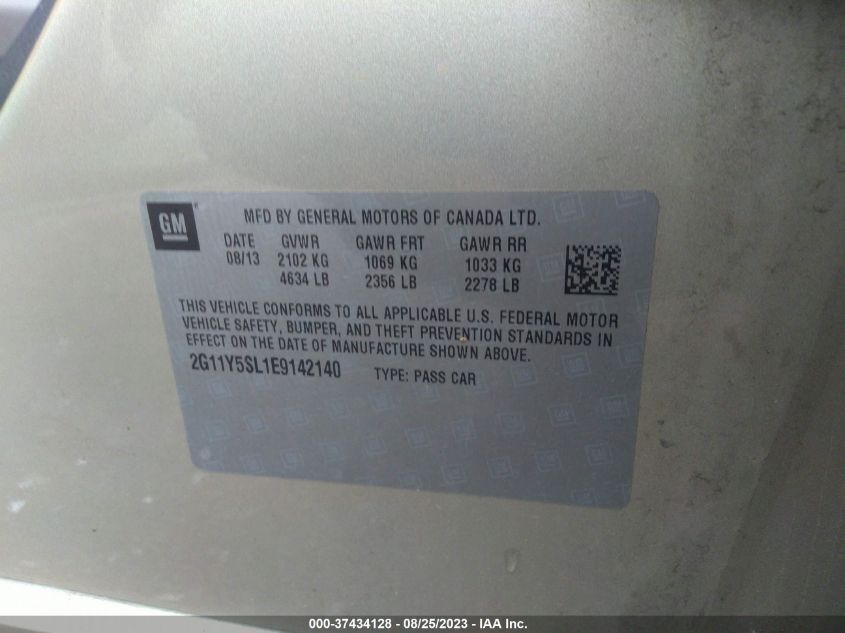 GM
MFD BY GENERAL MOTORS OF CANADA LTD.
DATE GVWR GAWR FRT GAWR RR
08/13 2102 KG 1069 KG 1033 KG
4634 LB 2356 LB 2278 LB
THIS VEHICLE CONFORMS TO ALL APPLICABLE U.S. FEDERAL MOTOR
VEHICLE SAFETY, BUMPER, AND THEFT PREVENTION STANDARDS IN
EFFECT ON THE DATE OF MANUFACTURE SHOWN ABOVE.
2G11Y5SL1E9142140 TYPE: PASS CAR
000-37434128 - 08/25/2023 - IAA Inc.